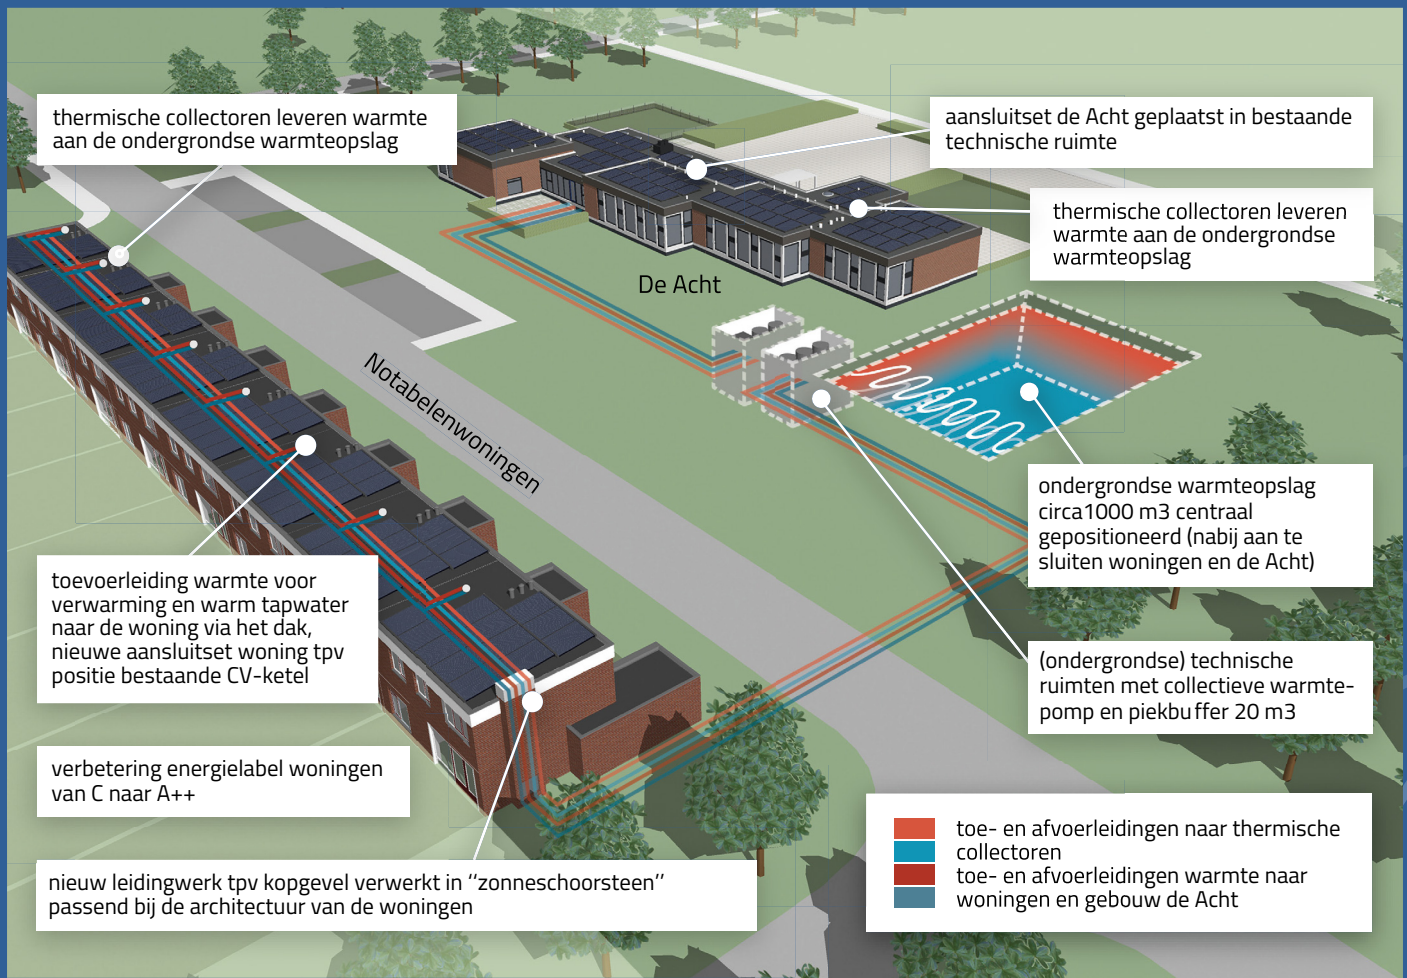 thermische collectoren leveren warmte
aan de ondergrondse warmteopslag
aansluitset de Acht geplaatst in bestaande
technische ruimte
thermische collectoren leveren
warmte aan de ondergrondse
warmteopslag
De Acht
Notabelenwoningen
ondergrondse warmteopslag
circa1000 m3 centraal
gepositioneerd (nabij aan te
sluiten woningen en de Acht)
toevoerleiding warmte voor
verwarming en warm tapwater
naar de woning via het dak,
nieuwe aansluitset woning tpv
positie bestaande CV-ketel
(ondergrondse) technische
ruimten met collectieve warmte-
pomp en piekbuffer 20 m3
verbetering energielabel woningen
van C naar A++
nieuw leidingwerk tpv kopgevel verwerkt in ‘‘zonneschoorsteen’’
passend bij de architectuur van de woningen
toe- en afvoerleidingen naar thermische
collectoren
toe- en afvoerleidingen warmte naar
woningen en gebouw de Acht